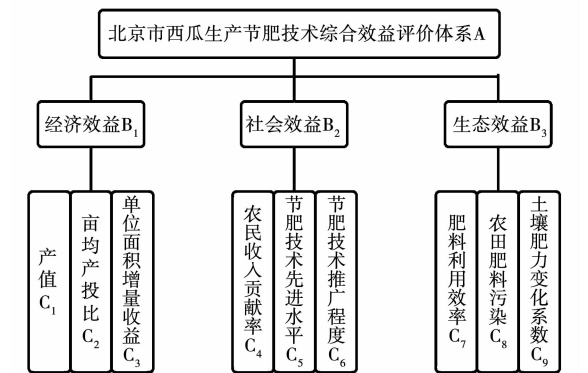 北京市西瓜生产节肥技术综合效益评价体系A
经济效益B1
社会效益B2
生态效益B3
产值C1
亩均产投比C2
单位面积增量收益C3
农民收入贡献率C4
节肥技术先进水平C5
节肥技术推广程度C6
肥料利用效率C7
农田肥料污染C8
土壤肥力变化系数C9